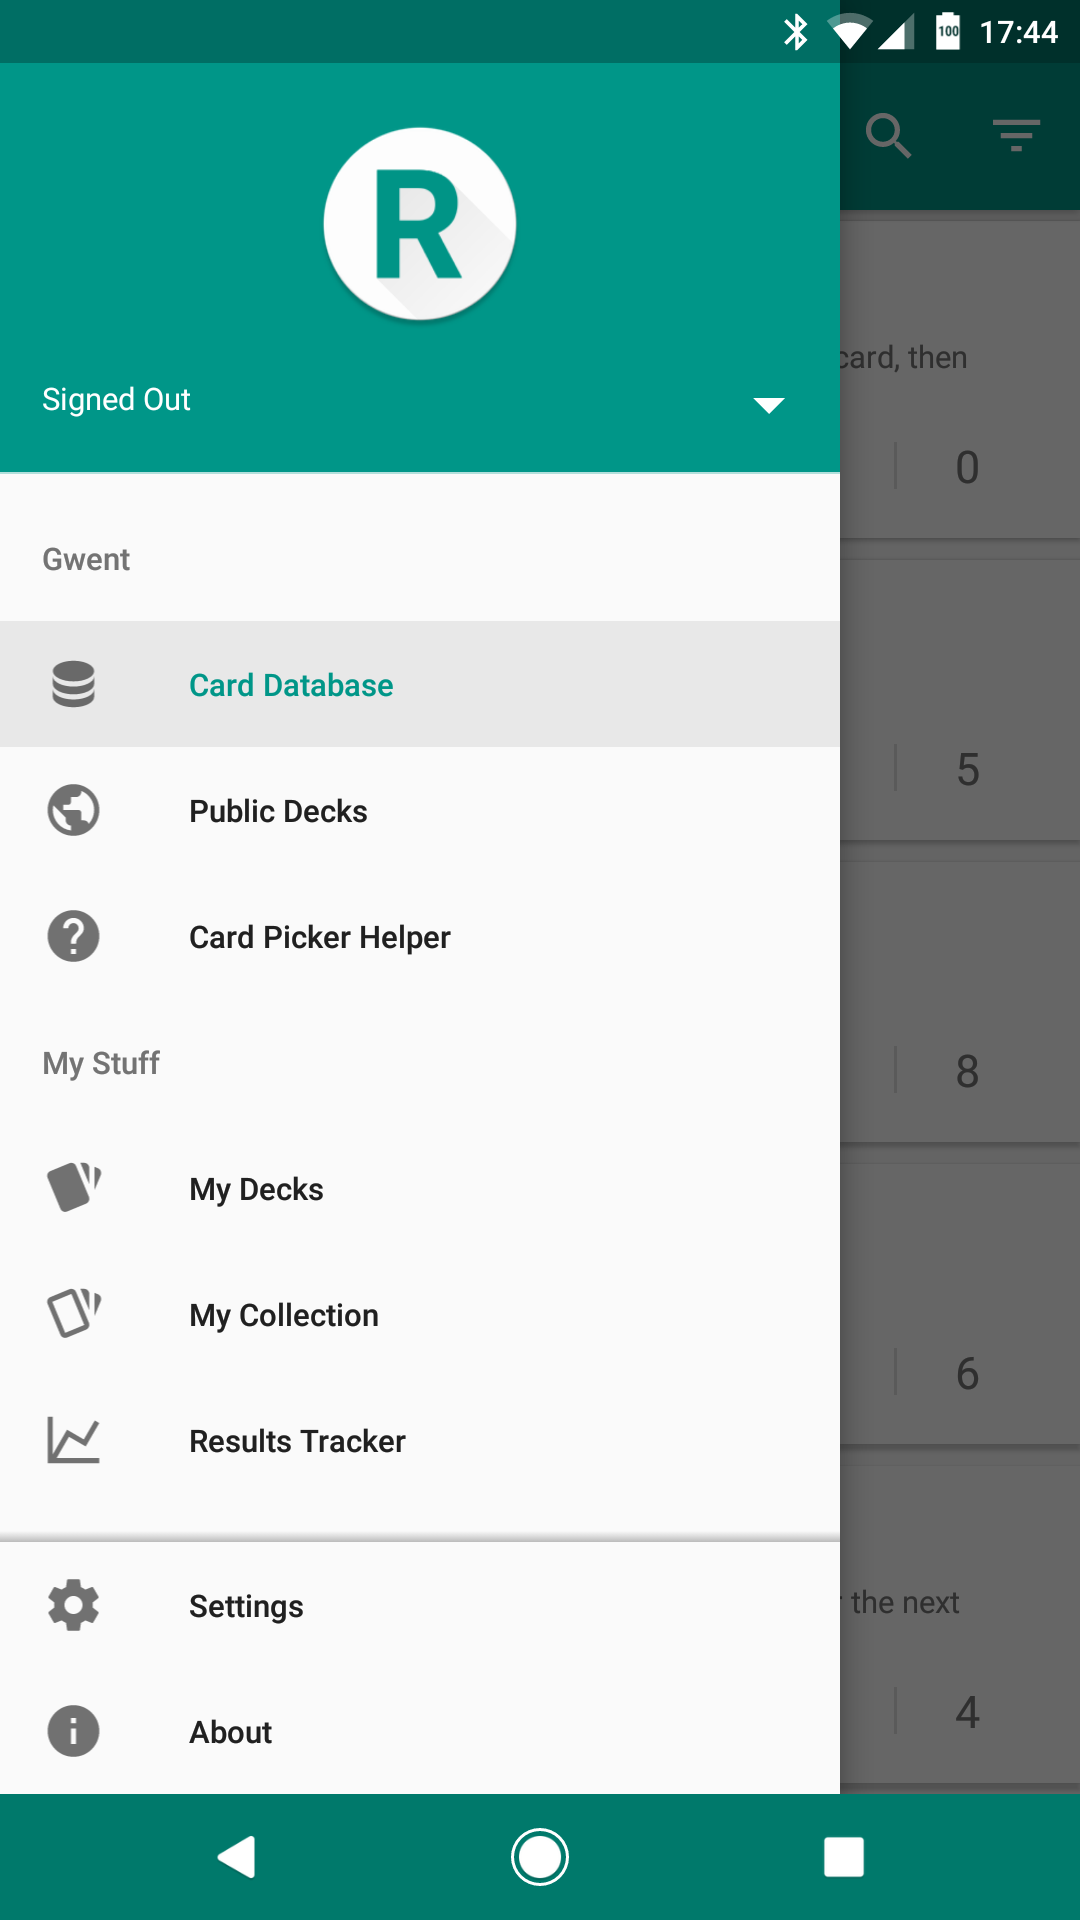 100 17:44
R
Signed Out
card, then
0
Gwent
Card Database
5
Public Decks
Card Picker Helper
My Stuff
8
My Decks
My Collection
6
Results Tracker
Settings
the next
About
4